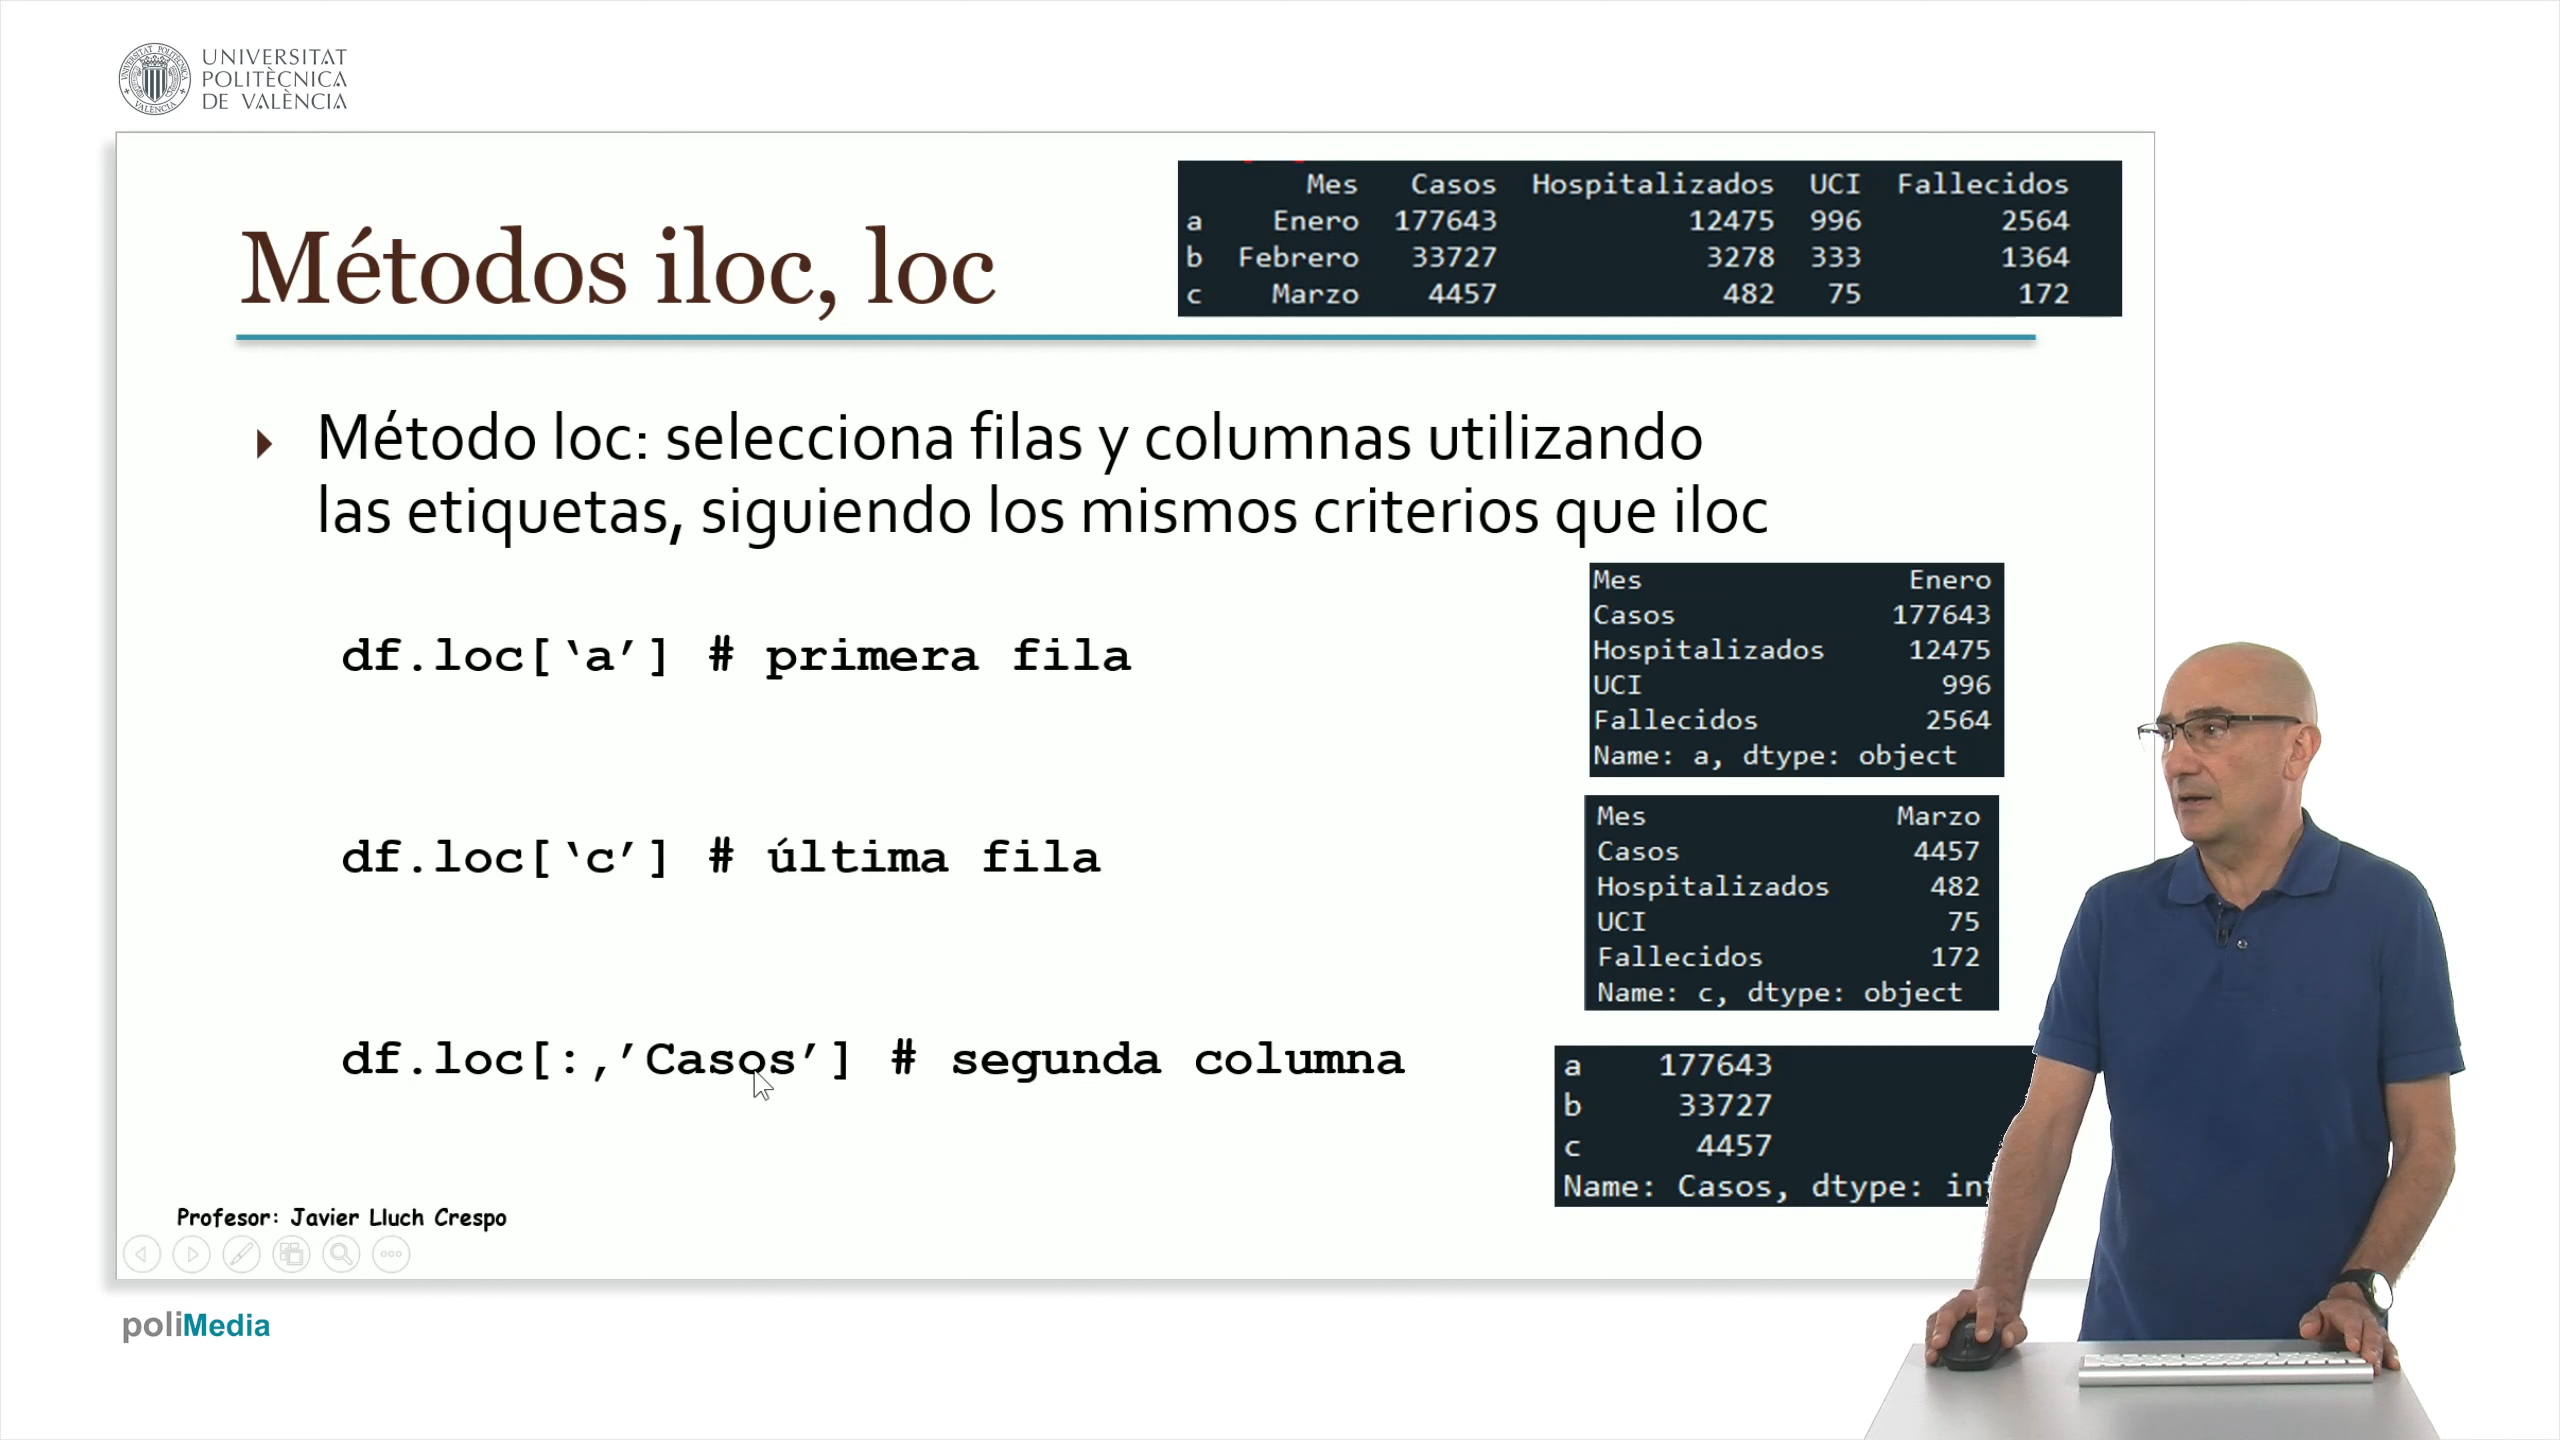 UNIVERSITAT
POLITÈCNICA
DE VALÈNCIA
Métodos iloc, loc
Mes Casos Hospitalizados UCI Fallecidos
a Enero 177643 12475 996 2564
b Febrero 33727 3278 333 1364
c Marzo 4457 482 75 172
Método loc: selecciona filas y columnas utilizando
las etiquetas, siguiendo los mismos criterios que iloc
df.loc[‘a’] # primera fila
Mes Enero
Casos 177643
Hospitalizados 12475
UCI 996
Fallecidos 2564
Name: a, dtype: object
df.loc[‘c’] # última fila
Mes Marzo
Casos 4457
Hospitalizados 482
UCI 75
Fallecidos 172
Name: c, dtype: object
df.loc[:,’Casos’] # segunda columna
a 177643
b 33727
c 4457
Name: Casos, dtype:
Profesor: Javier Lluch Crespo
poliMedia